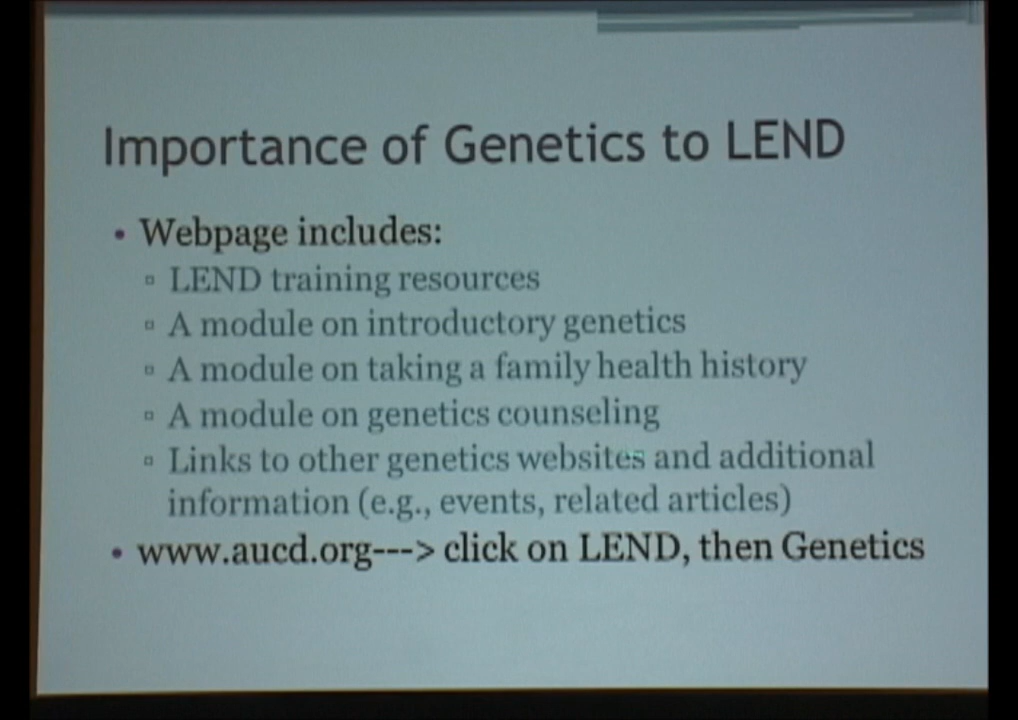 Importance of Genetics to LEND
• Webpage includes:
▫ LEND training resources
▫ A module on introductory genetics
▫ A module on taking a family health history
▫ A module on genetics counseling
▫ Links to other genetics websites and additional
information (e.g., events, related articles)
• www.aucd.org---> click on LEND, then Genetics